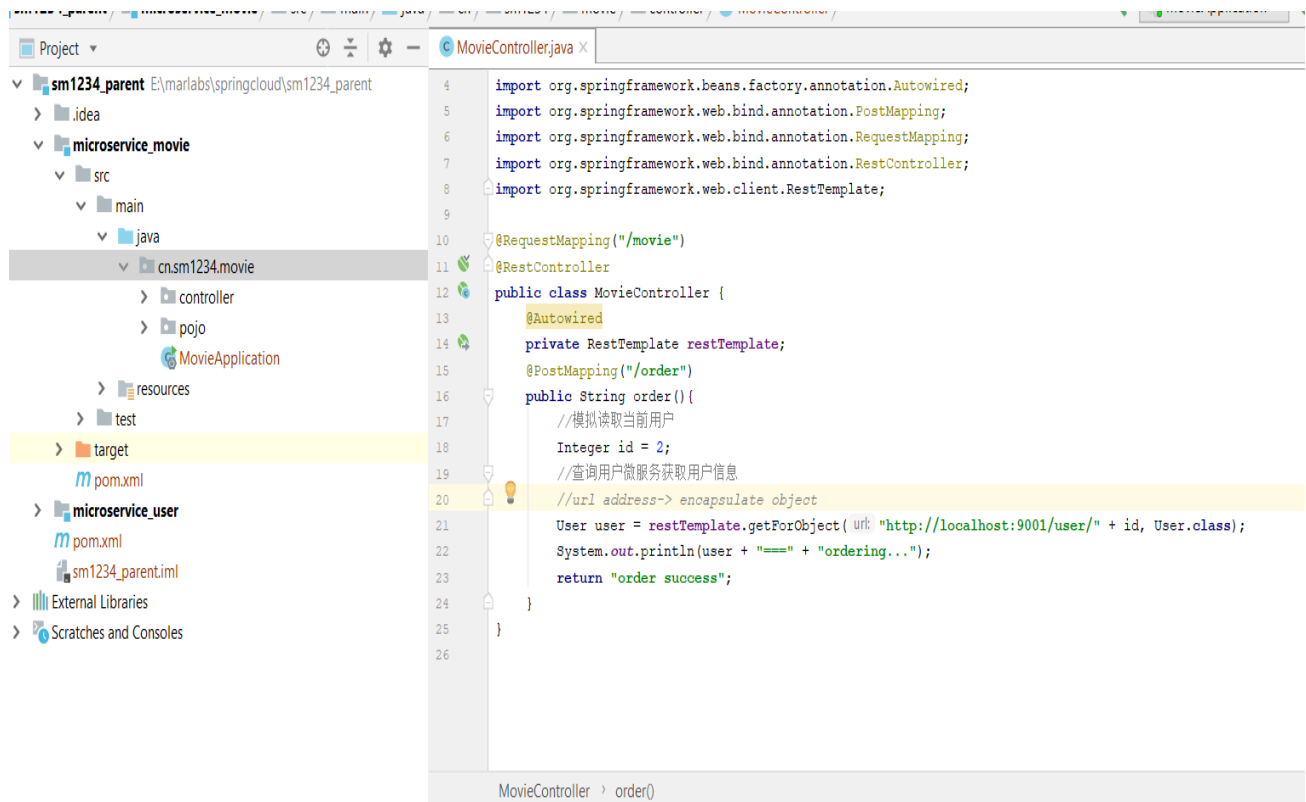 Project
sm1234_parent E:\marlabs\springcloud\sm1234_parent
.idea
microservice_movie
src
main
java
cn.sm1234.movie
controller
pojo
MovieApplication
resources
test
target
pom.xml
microservice_user
pom.xml
sm1234_parent.iml
External Libraries
Scratches and Consoles
MovieController.java
4 import org.springframework.beans.factory.annotation.Autowired;
5 import org.springframework.web.bind.annotation.PostMapping;
6 import org.springframework.web.bind.annotation.RequestMapping;
7 import org.springframework.web.bind.annotation.RestController;
8 import org.springframework.web.client.RestTemplate;
9
10 @RequestMapping("/movie")
11 @RestController
12 public class MovieController {
13 @Autowired
14 private RestTemplate restTemplate;
15 @PostMapping("/order")
16 public String order(){
17 //模拟读取当前用户
18 Integer id = 2;
19 //查询用户微服务获取用户信息
20 //url address-> encapsulate object
21 User user = restTemplate.getForObject( url: "http://localhost:9001/user/" + id, User.class);
22 System.out.println(user + "===" + "ordering...");
23 return "order success";
24 }
25 }
26
MovieController › order()